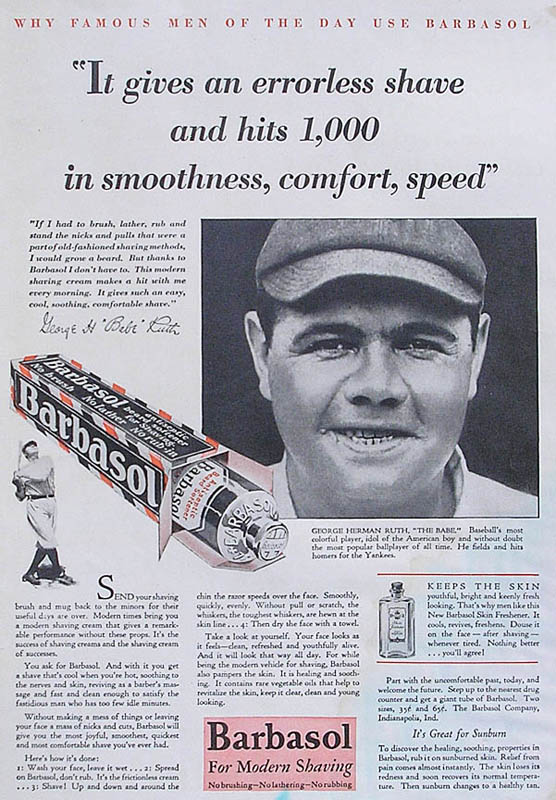 WHY FAMOUS MEN OF THE DAY USE BARBASOL
"It gives an errorless shave
and hits 1,000
in smoothness, comfort, speed"
"If I had to brush, lather, rub and
stand the nicks and pulls that were a
part of old-fashioned shaving methods,
I would grow a beard. But thanks to
Barbasol I don't have to. This modern
shaving cream makes a hit with me
every morning. It gives such an easy,
cool, soothing, comfortable shave."
George H "Babe" Ruth
Barbasol
No brush No lather No rub-in
Barbasol
Barbasol
GEORGE HERMAN RUTH, "THE BABE." Baseball's most
colorful player, idol of the American boy and without doubt
the most popular ballplayer of all time. He fields and hits
homers for the Yankees.
SEND your shaving
brush and mug back to the minors for their
useful days are over. Modern times bring you
a modern shaving cream that gives a remark-
able performance without these props. It's the
success of shaving creams and the shaving cream
of successes.
You ask for Barbasol. And with it you get
a shave that's cool when you're hot, soothing to
the nerves and skin, reviving as a barber's mas-
sage and fast and clean enough to satisfy the
fastidious man who has too few idle minutes.
Without making a mess of things or leaving
your face a mass of nicks and cuts, Barbasol will
give you the most joyful, smoothest, quickest
and most comfortable shave you've ever had.
Here's how it's done:
1: Wash your face, leave it wet . . . 2: Spread
on Barbasol, don't rub. It's the frictionless cream
. . . 3: Shave! Up and down and around the
chin the razor speeds over the face. Smoothly,
quickly, evenly. Without pull or scratch, the
whiskers, the toughest whiskers, are hewn at the
skin line . . . 4: Then dry the face with a towel.
Take a look at yourself. Your face looks as
it feels—clean, refreshed and youthfully alive.
And it will look that way all day. For while
being the modern vehicle for shaving, Barbasol
also pampers the skin. It is healing and sooth-
ing. It contains rare vegetable oils that help to
revitalize the skin, keep it clear, clean and young
looking.
Barbasol
For Modern Shaving
No brushing—No lathering—No rubbing
KEEPS THE SKIN
youthful, bright and keenly fresh
looking. That's why men like this
New Barbasol Skin Freshener. It
cools, revives, freshens. Douse it
on the face — after shaving —
whenever tired. Nothing better
. . . you'll agree!
Part with the uncomfortable past, today, and
welcome the future. Step up to the nearest drug
counter and get a giant tube of Barbasol. Two
sizes, 35¢ and 65¢. The Barbasol Company,
Indianapolis, Ind.
It's Great for Sunburn
To discover the healing, soothing, properties in
Barbasol, rub it on sunburned skin. Relief from
pain comes almost instantly. The skin loses its
redness and soon recovers its normal tempera-
ture. Then sunburn changes to a healthy tan.